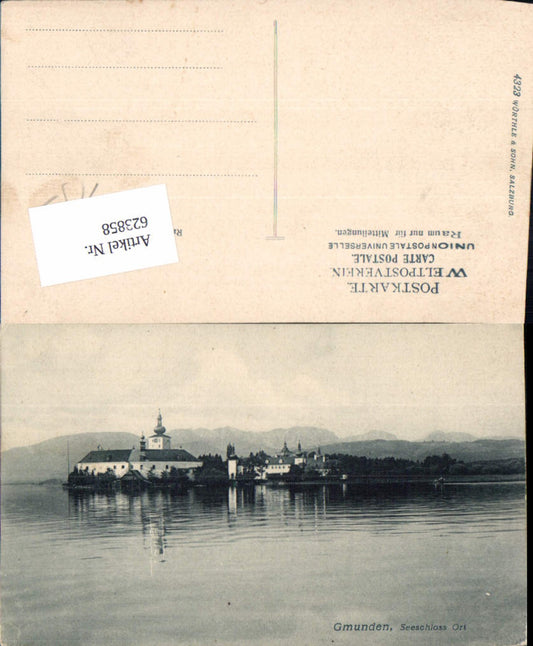 POSTKARTE.
WELTPOSTVEREIN.
CARTE POSTALE.
UNION POSTALE UNIVERSELLE
Raum nur für Mitteilungen.
4323 WÜRTHLE & SOHN, SALZBURG.
Artikel Nr.
623858
Gmunden, Seeschloss Ort